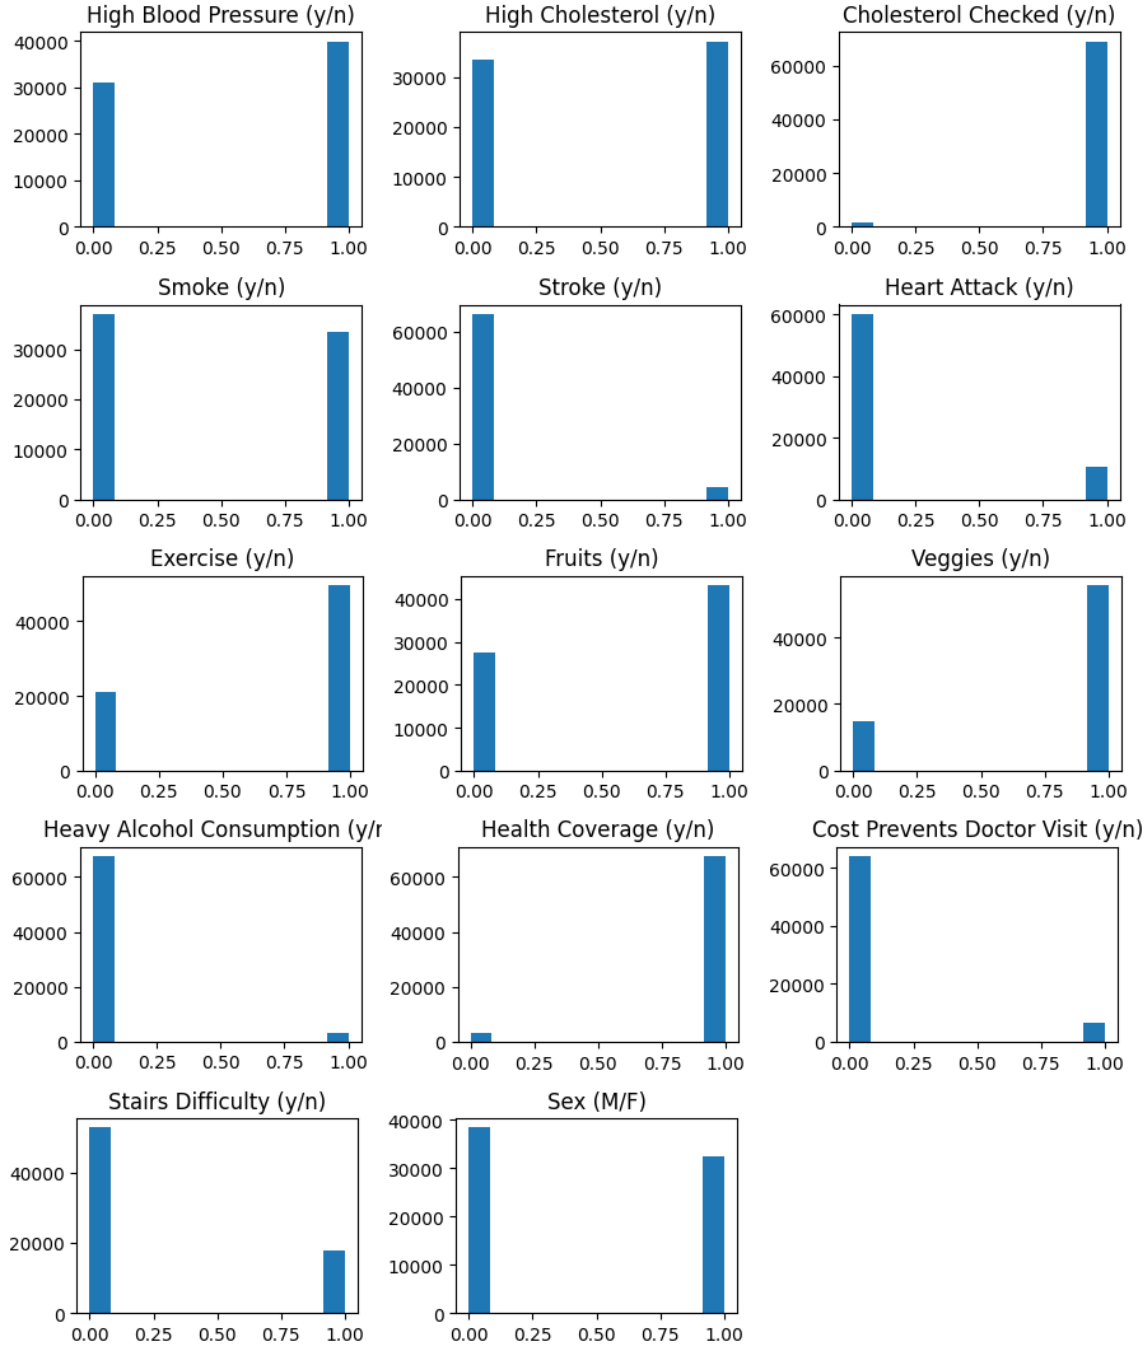 High Blood Pressure (y/n)
40000
30000
20000
10000
0
0.00 0.25 0.50 0.75 1.00
High Cholesterol (y/n)
30000
20000
10000
0
0.00 0.25 0.50 0.75 1.00
Cholesterol Checked (y/n)
60000
40000
20000
0
0.00 0.25 0.50 0.75 1.00
Smoke (y/n)
30000
20000
10000
0
0.00 0.25 0.50 0.75 1.00
Stroke (y/n)
60000
40000
20000
0
0.00 0.25 0.50 0.75 1.00
Heart Attack (y/n)
60000
40000
20000
0
0.00 0.25 0.50 0.75 1.00
Exercise (y/n)
40000
20000
0
0.00 0.25 0.50 0.75 1.00
Fruits (y/n)
40000
30000
20000
10000
0
0.00 0.25 0.50 0.75 1.00
Veggies (y/n)
40000
20000
0
0.00 0.25 0.50 0.75 1.00
Heavy Alcohol Consumption (y/r
60000
40000
20000
0
0.00 0.25 0.50 0.75 1.00
Health Coverage (y/n)
60000
40000
20000
0
0.00 0.25 0.50 0.75 1.00
Cost Prevents Doctor Visit (y/n)
60000
40000
20000
0
0.00 0.25 0.50 0.75 1.00
Stairs Difficulty (y/n)
40000
20000
0
0.00 0.25 0.50 0.75 1.00
Sex (M/F)
40000
30000
20000
10000
0
0.00 0.25 0.50 0.75 1.00